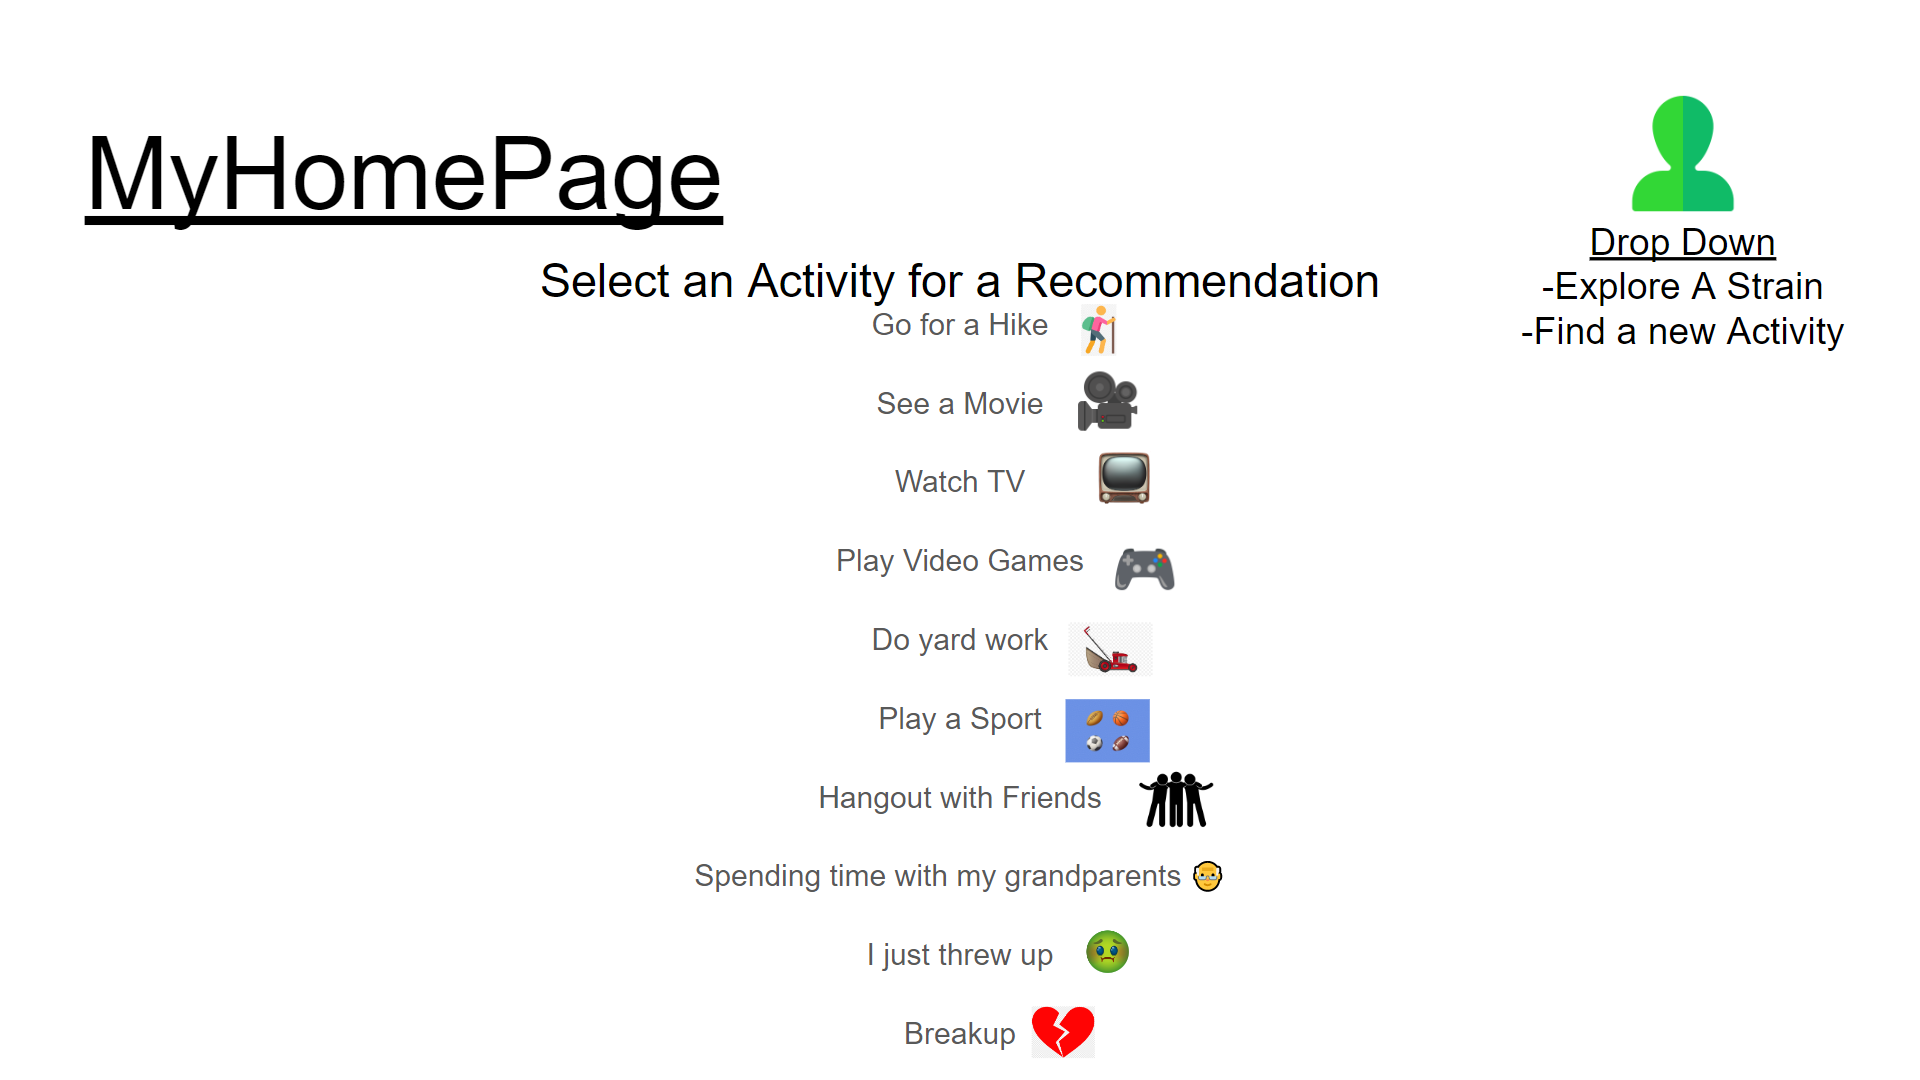 MyHomePage
Drop Down
-Explore A Strain
-Find a new Activity
Select an Activity for a Recommendation
Go for a Hike
See a Movie
Watch TV
Play Video Games
Do yard work
Play a Sport
Hangout with Friends
Spending time with my grandparents
I just threw up
Breakup